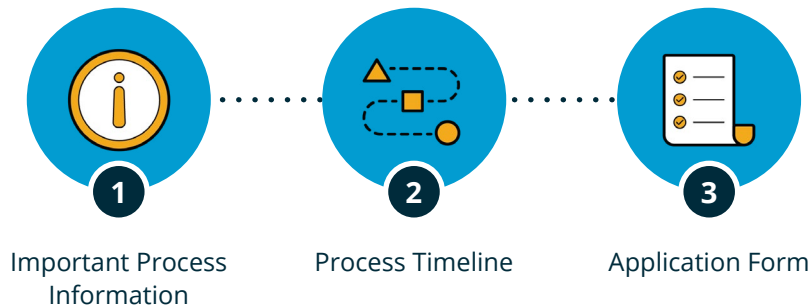 1
2
3
Important Process
Information
Process Timeline
Application Form